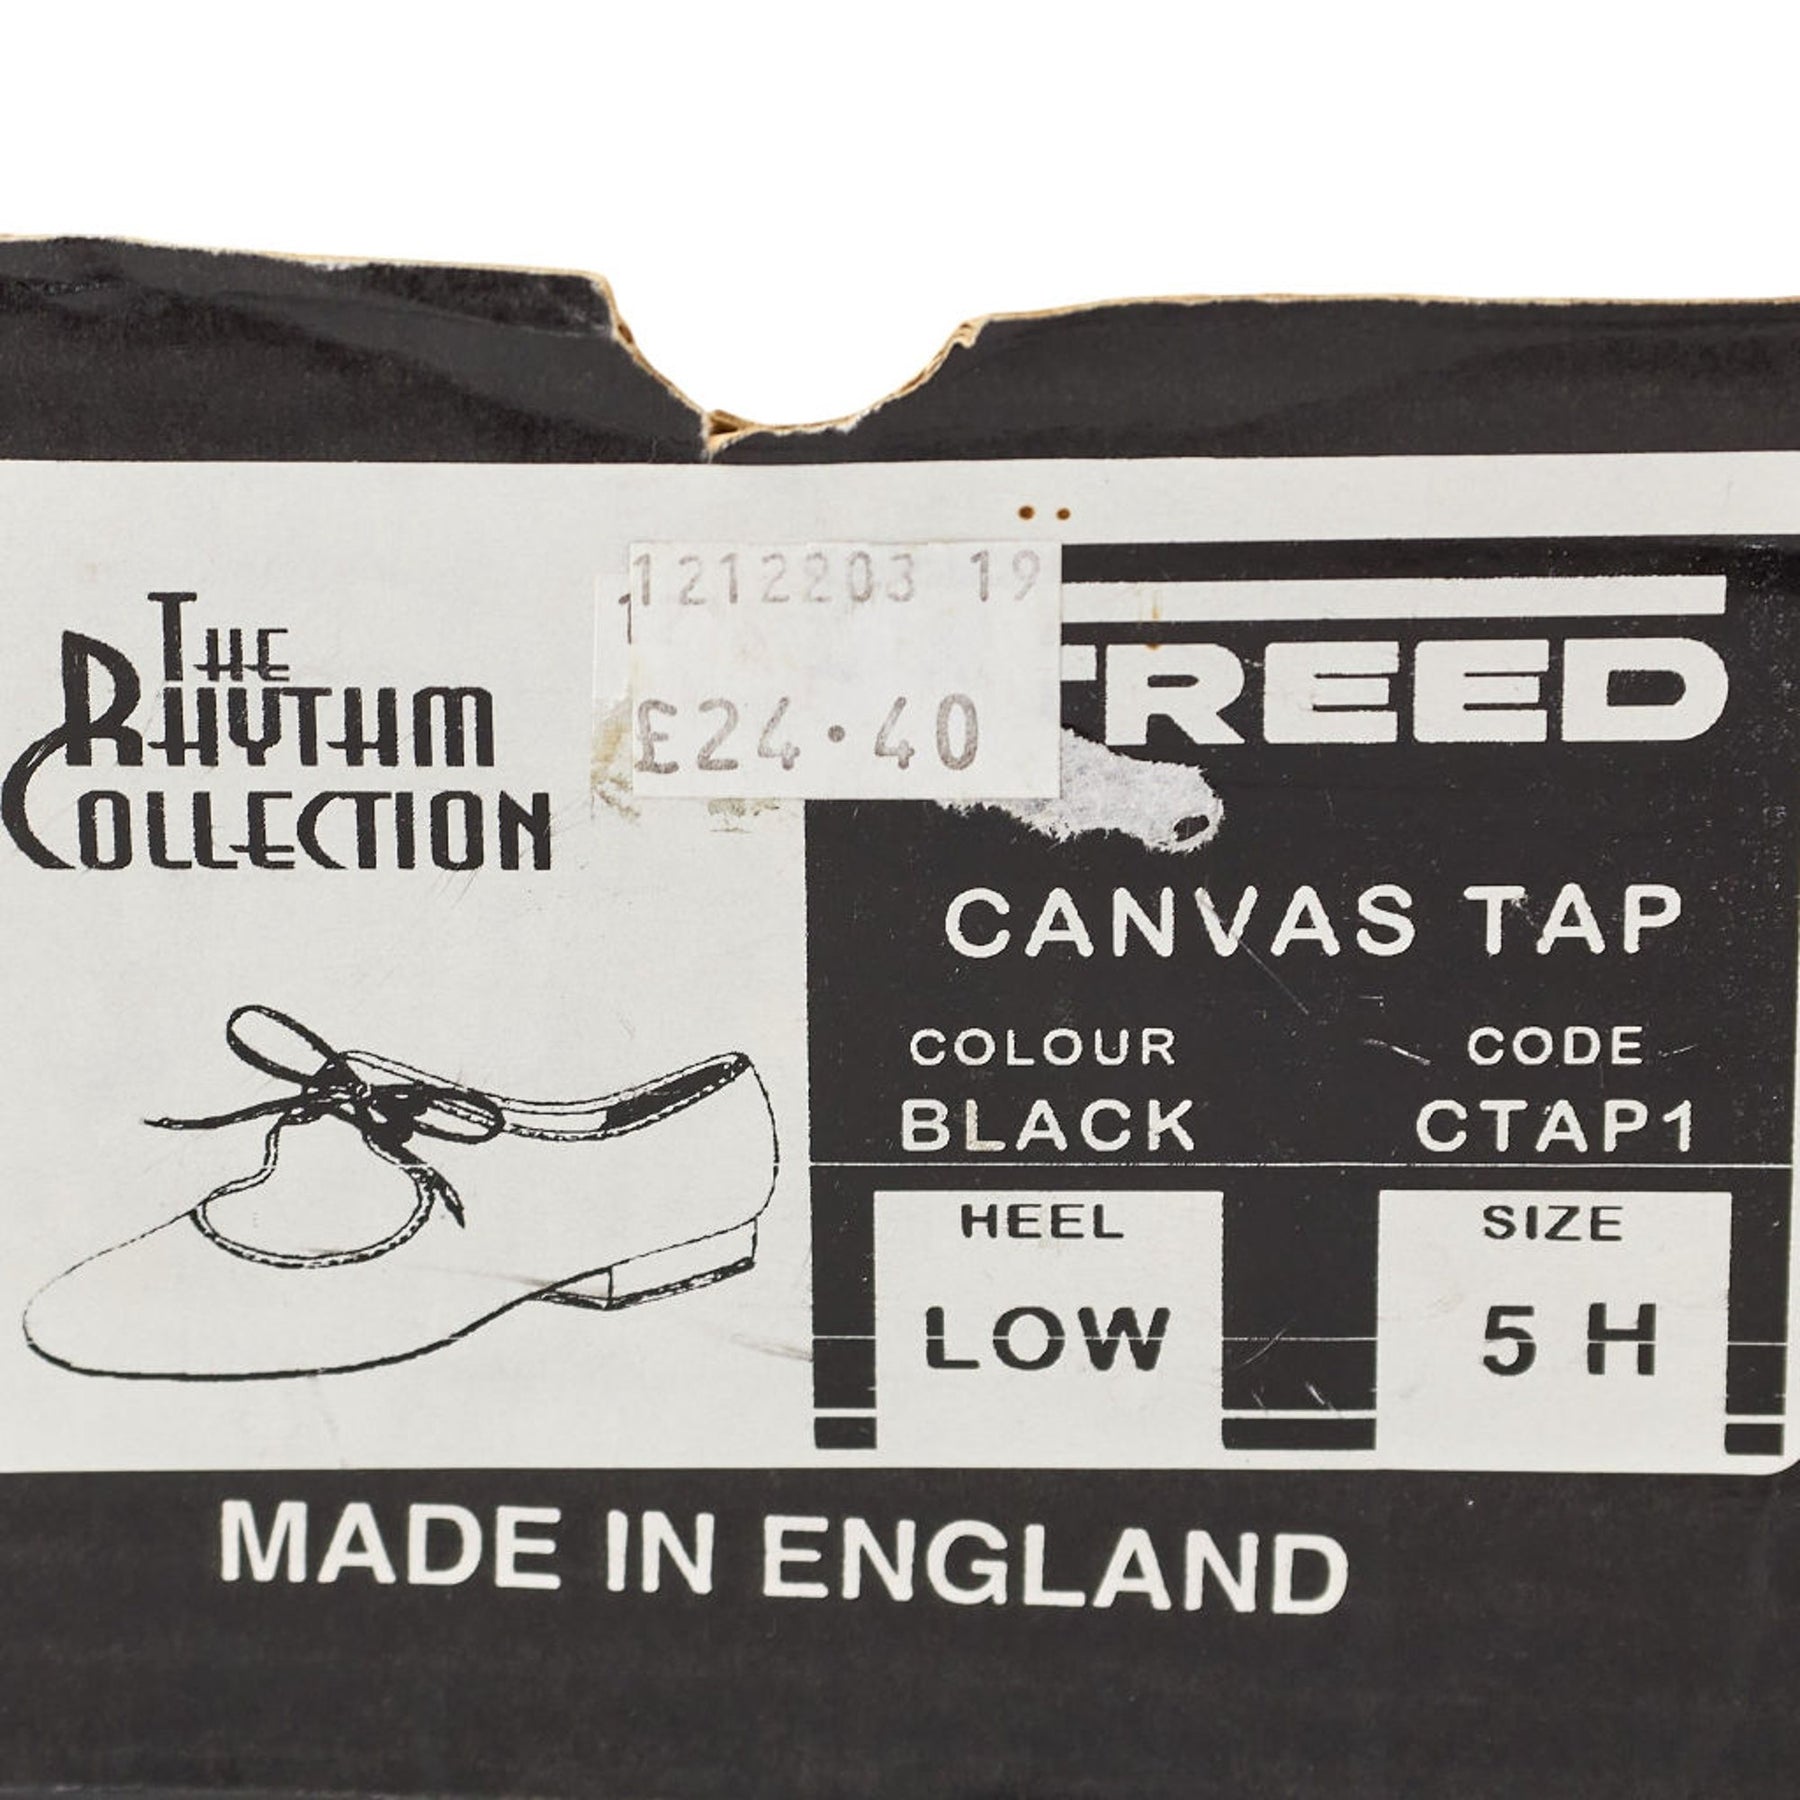 1212203 19
£24.40
THE
RHYTHM
COLLECTION
REED
CANVAS TAP
COLOUR
BLACK
CODE
CTAP1
HEEL
LOW
SIZE
5 H
MADE IN ENGLAND